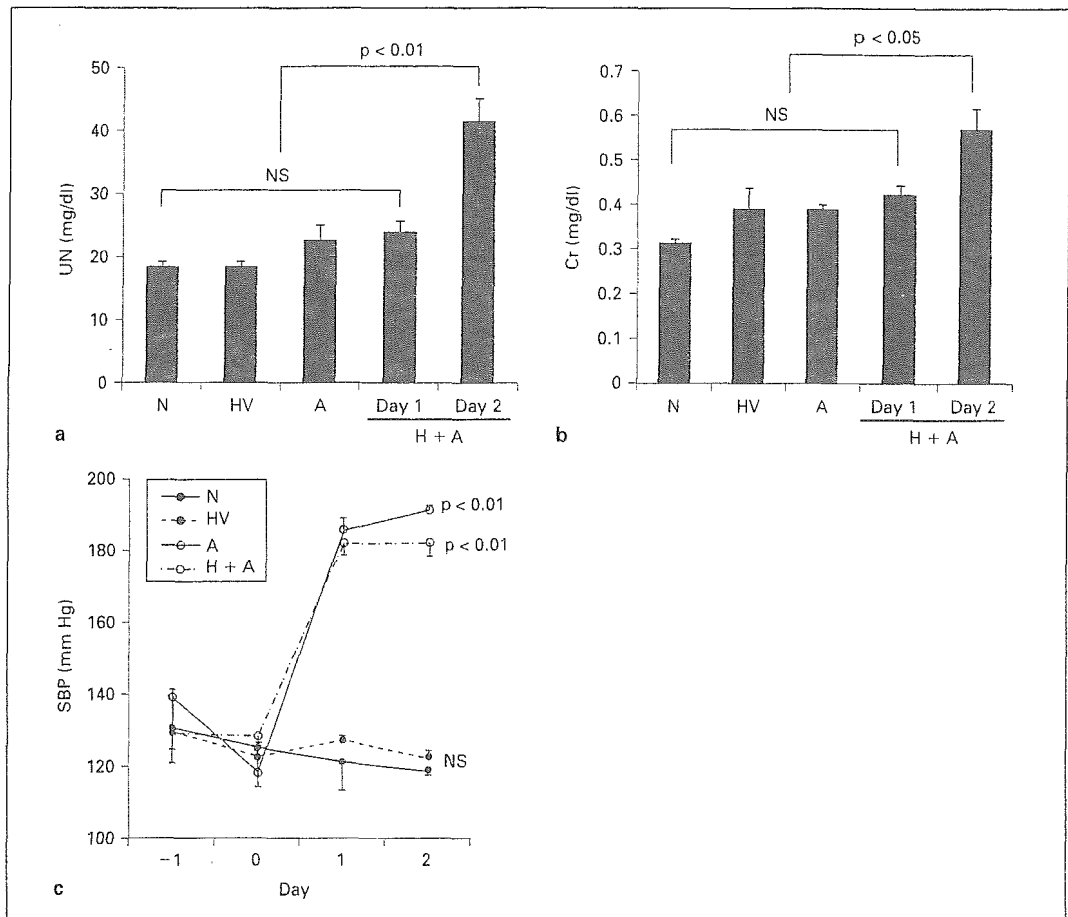 p < 0.01
50
40
30
20
10
0
UN (mg/dl)
NS
N HV A Day 1 Day 2
H + A
a
p < 0.05
0.7
0.6
0.5
0.4
0.3
0.2
0.1
0
Cr (mg/dl)
NS
N HV A Day 1 Day 2
H + A
b
200
180
160
140
120
100
SBP (mm Hg)
N
HV
A
H + A
p < 0.01
p < 0.01
NS
−1 0 1 2
Day
c